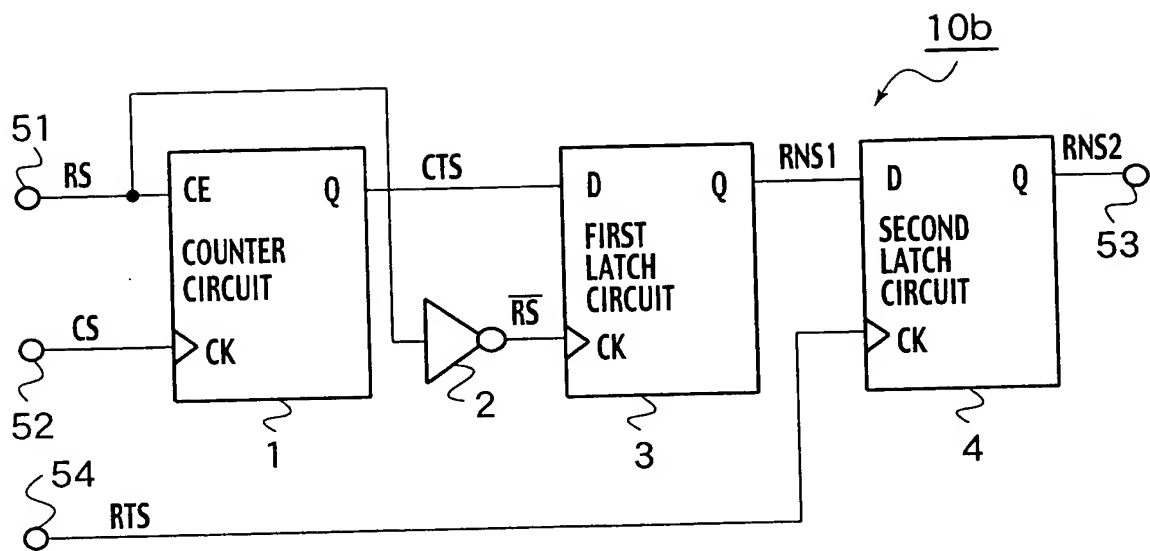 10b
51
RS
CE
Q
COUNTER
CIRCUIT
CS
CK
52
1
CTS
2
R̅S̅
D
Q
FIRST
LATCH
CIRCUIT
CK
3
RNS1
D
Q
SECOND
LATCH
CIRCUIT
CK
4
RNS2
53
54
RTS